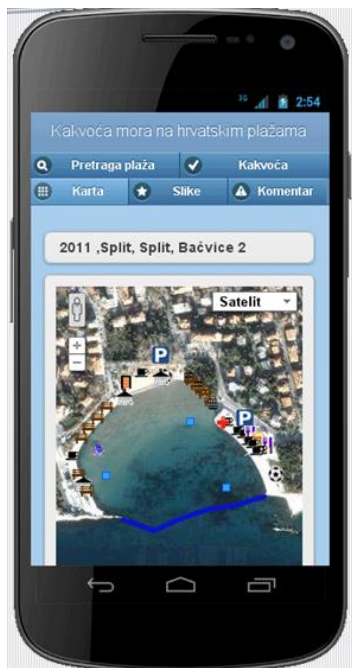 3G 2:54
Kakvoća mora na hrvatskim plažama
Pretraga plaža Kakvoća
Karta Slike Komentar
2011 ,Split, Split, Bačvice 2
Satelit
P
+
P
−